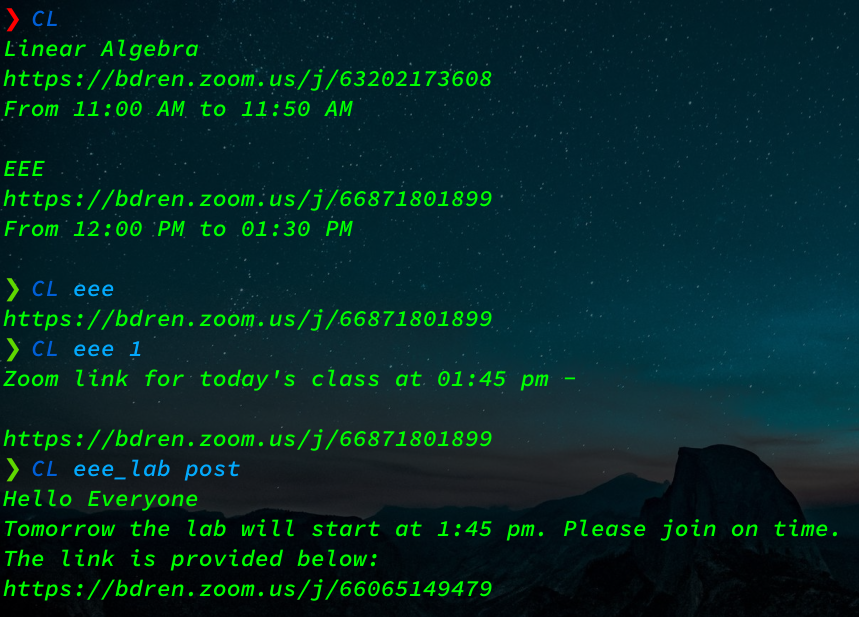 ❯ CL
Linear Algebra
https://bdren.zoom.us/j/63202173608
From 11:00 AM to 11:50 AM
EEE
https://bdren.zoom.us/j/66871801899
From 12:00 PM to 01:30 PM
❯ CL eee
https://bdren.zoom.us/j/66871801899
❯ CL eee 1
Zoom link for today's class at 01:45 pm -
https://bdren.zoom.us/j/66871801899
❯ CL eee_lab post
Hello Everyone
Tomorrow the lab will start at 1:45 pm. Please join on time.
The link is provided below:
https://bdren.zoom.us/j/66065149479